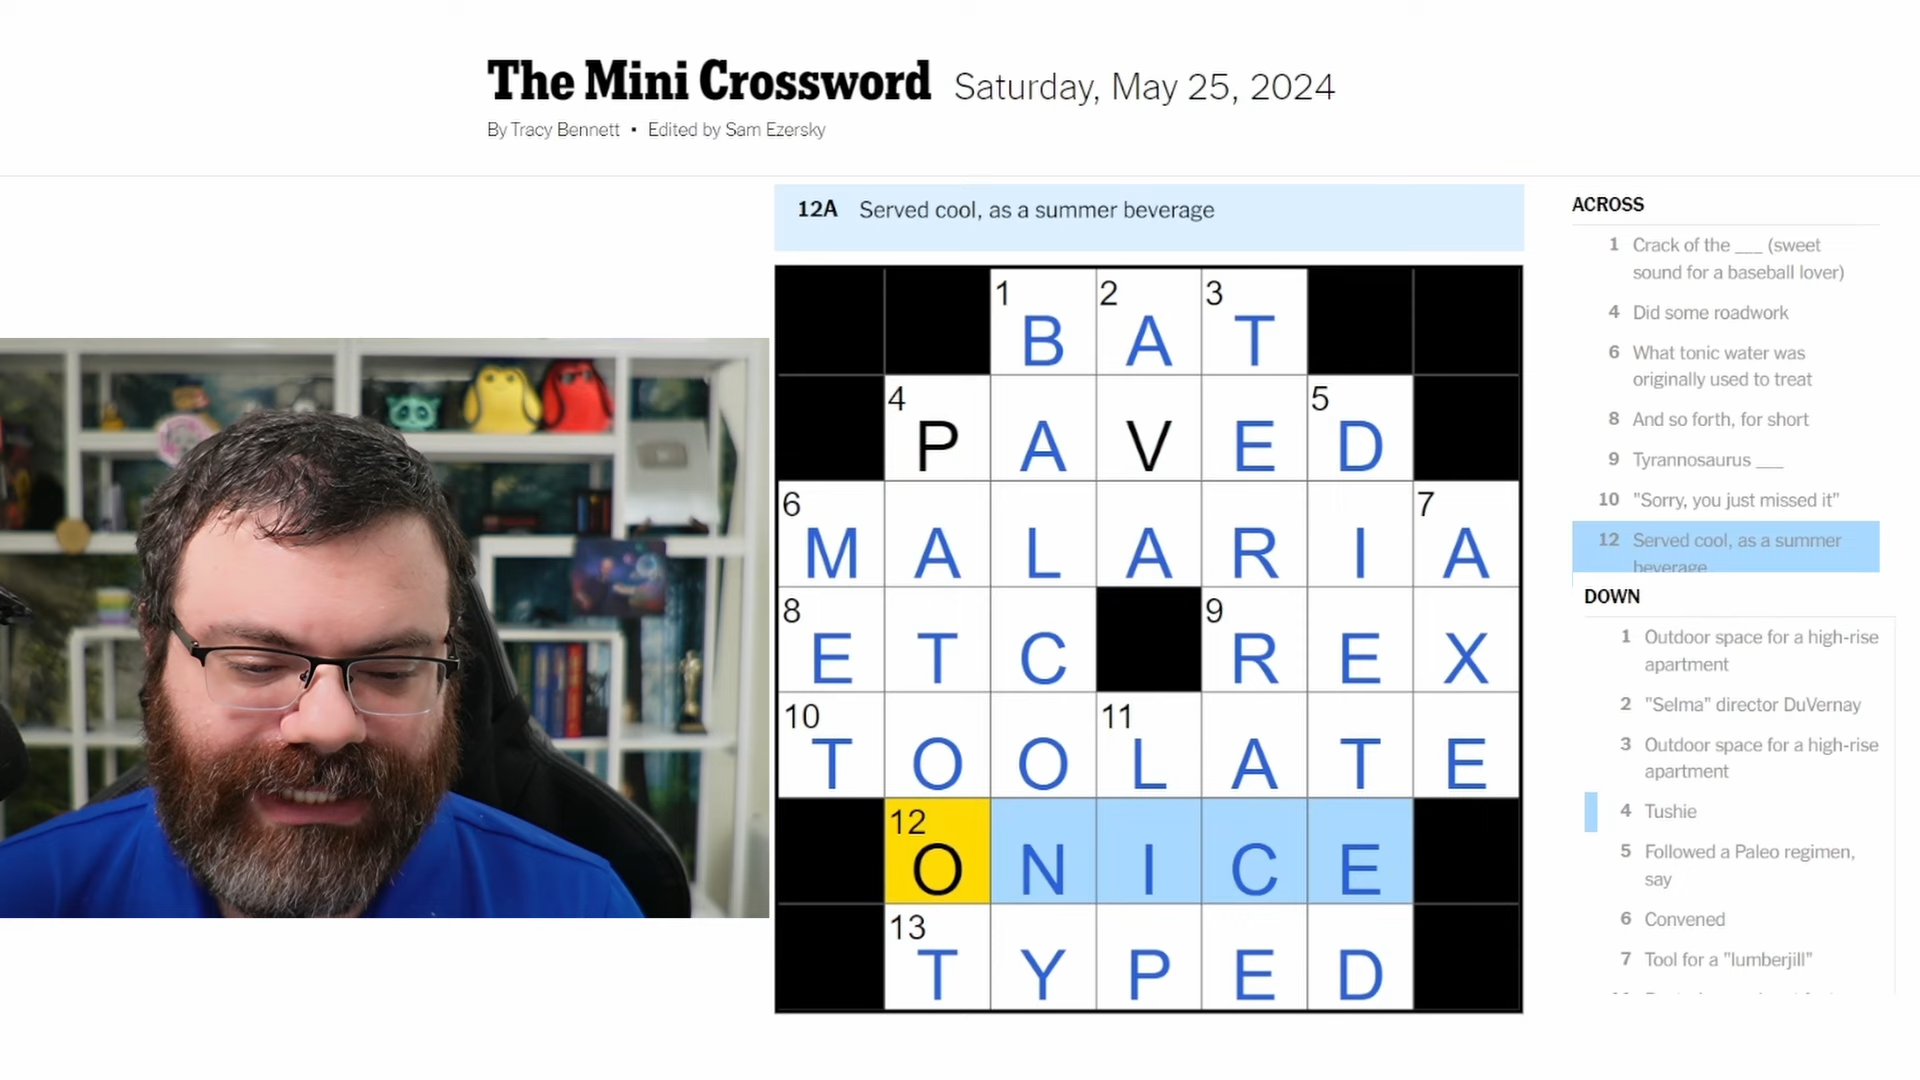 The Mini Crossword Saturday, May 25, 2024
By Tracy Bennett • Edited by Sam Ezersky
12A Served cool, as a summer beverage
1 2 3
B A T
4 5
P A V E D
6 7
M A L A R I A
8 9
E T C R E X
10 11
T O O L A T E
12
O N I C E
13
T Y P E D
ACROSS
1 Crack of the ___ (sweet
sound for a baseball lover)
4 Did some roadwork
6 What tonic water was
originally used to treat
8 And so forth, for short
9 Tyrannosaurus ___
10 "Sorry, you just missed it"
12 Served cool, as a summer
beverage
DOWN
1 Outdoor space for a high-rise
apartment
2 "Selma" director DuVernay
3 Outdoor space for a high-rise
apartment
4 Tushie
5 Followed a Paleo regimen,
say
6 Convened
7 Tool for a "lumberjill"